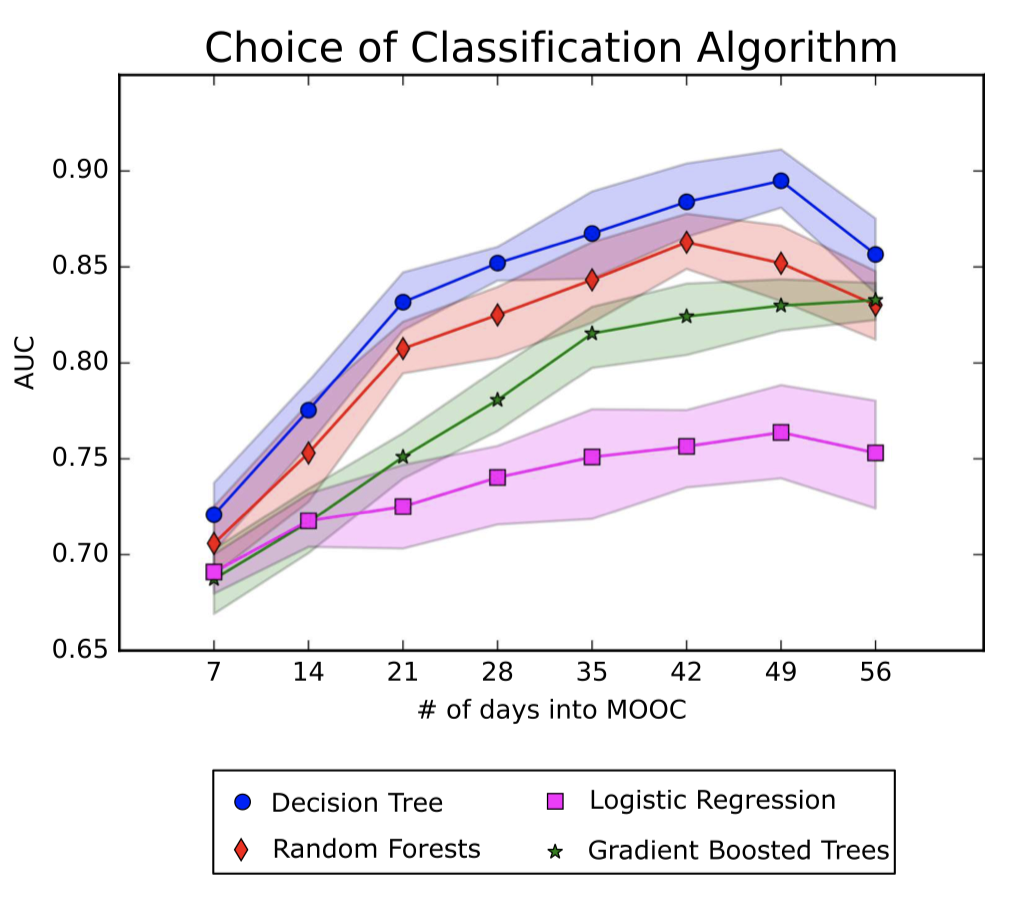 Choice of Classification Algorithm
0.90
0.85
0.80
0.75
0.70
0.65
AUC
7 14 21 28 35 42 49 56
# of days into MOOC
Decision Tree
Logistic Regression
Random Forests
Gradient Boosted Trees